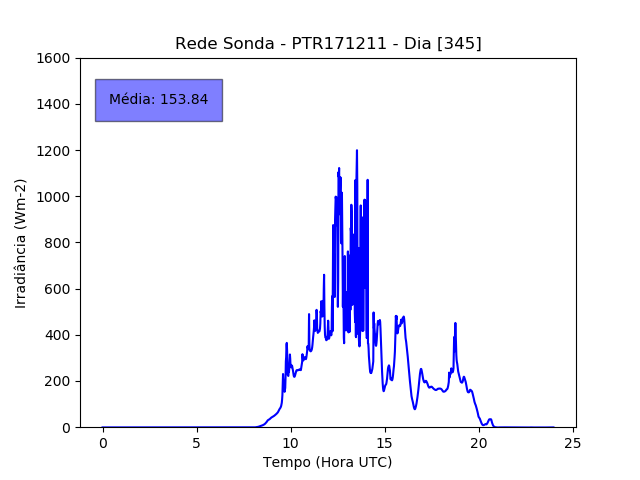 Rede Sonda - PTR171211 - Dia [345]
1600
1400
1200
1000
800
600
400
200
0
Irradiância (Wm-2)
Média: 153.84
0 5 10 15 20 25
Tempo (Hora UTC)